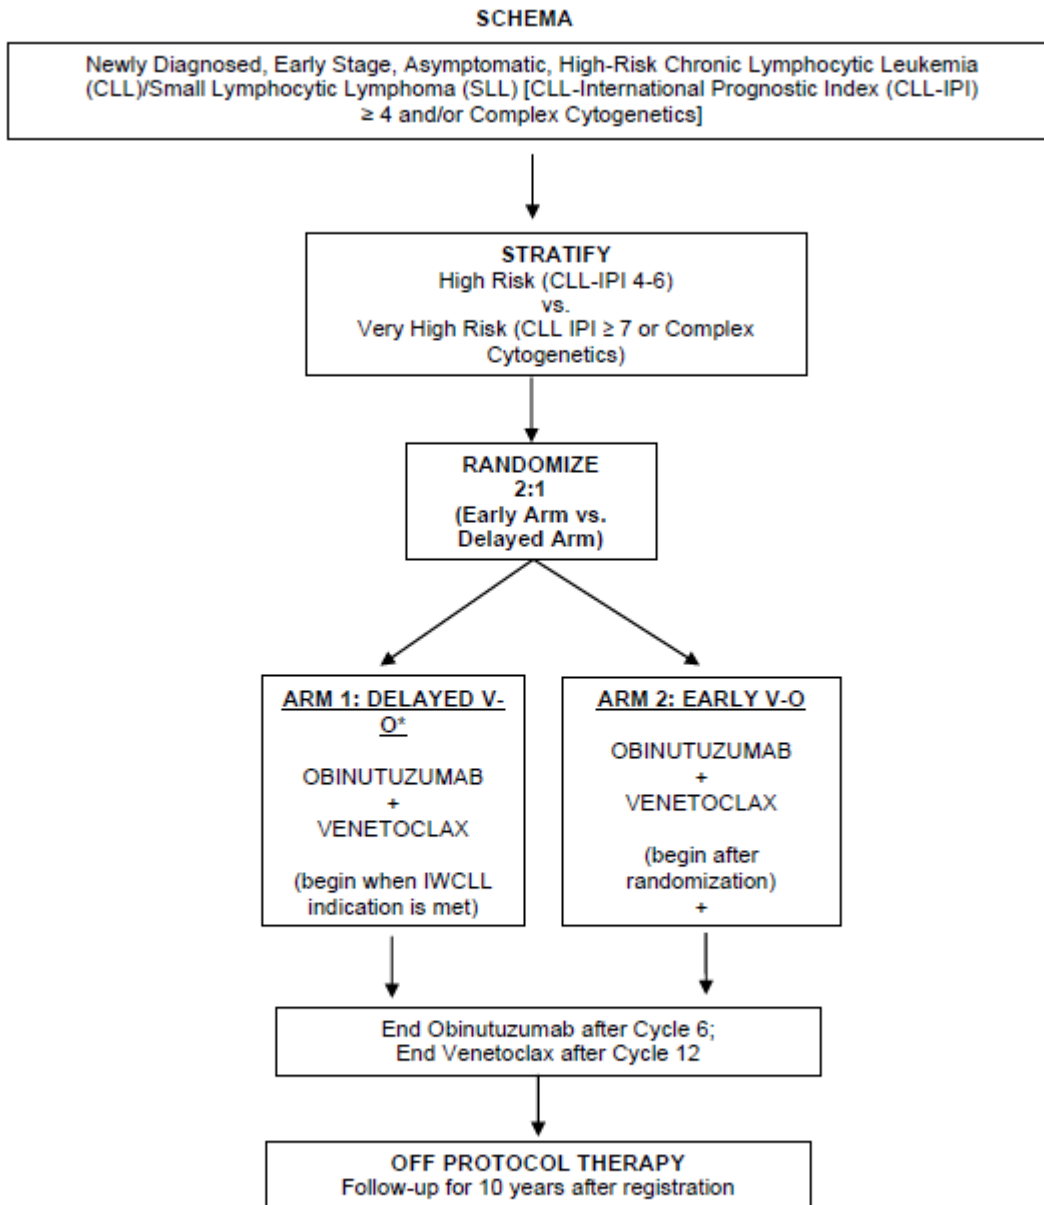 SCHEMA
Newly Diagnosed, Early Stage, Asymptomatic, High-Risk Chronic Lymphocytic Leukemia
(CLL)/Small Lymphocytic Lymphoma (SLL) [CLL-International Prognostic Index (CLL-IPI)
≥ 4 and/or Complex Cytogenetics]
STRATIFY
High Risk (CLL-IPI 4-6)
vs.
Very High Risk (CLL IPI ≥ 7 or Complex
Cytogenetics)
RANDOMIZE
2:1
(Early Arm vs.
Delayed Arm)
ARM 1: DELAYED V-
O*
OBINUTUZUMAB
+
VENETOCLAX
(begin when IWCLL
indication is met)
ARM 2: EARLY V-O
OBINUTUZUMAB
+
VENETOCLAX
(begin after
randomization)
+
End Obinutuzumab after Cycle 6;
End Venetoclax after Cycle 12
OFF PROTOCOL THERAPY
Follow-up for 10 years after registration